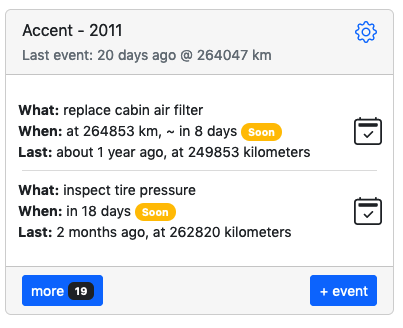 Accent - 2011
Last event: 20 days ago @ 264047 km
What: replace cabin air filter
When: at 264853 km, ~ in 8 days Soon
Last: about 1 year ago, at 249853 kilometers
What: inspect tire pressure
When: in 18 days Soon
Last: 2 months ago, at 262820 kilometers
more 19
+ event